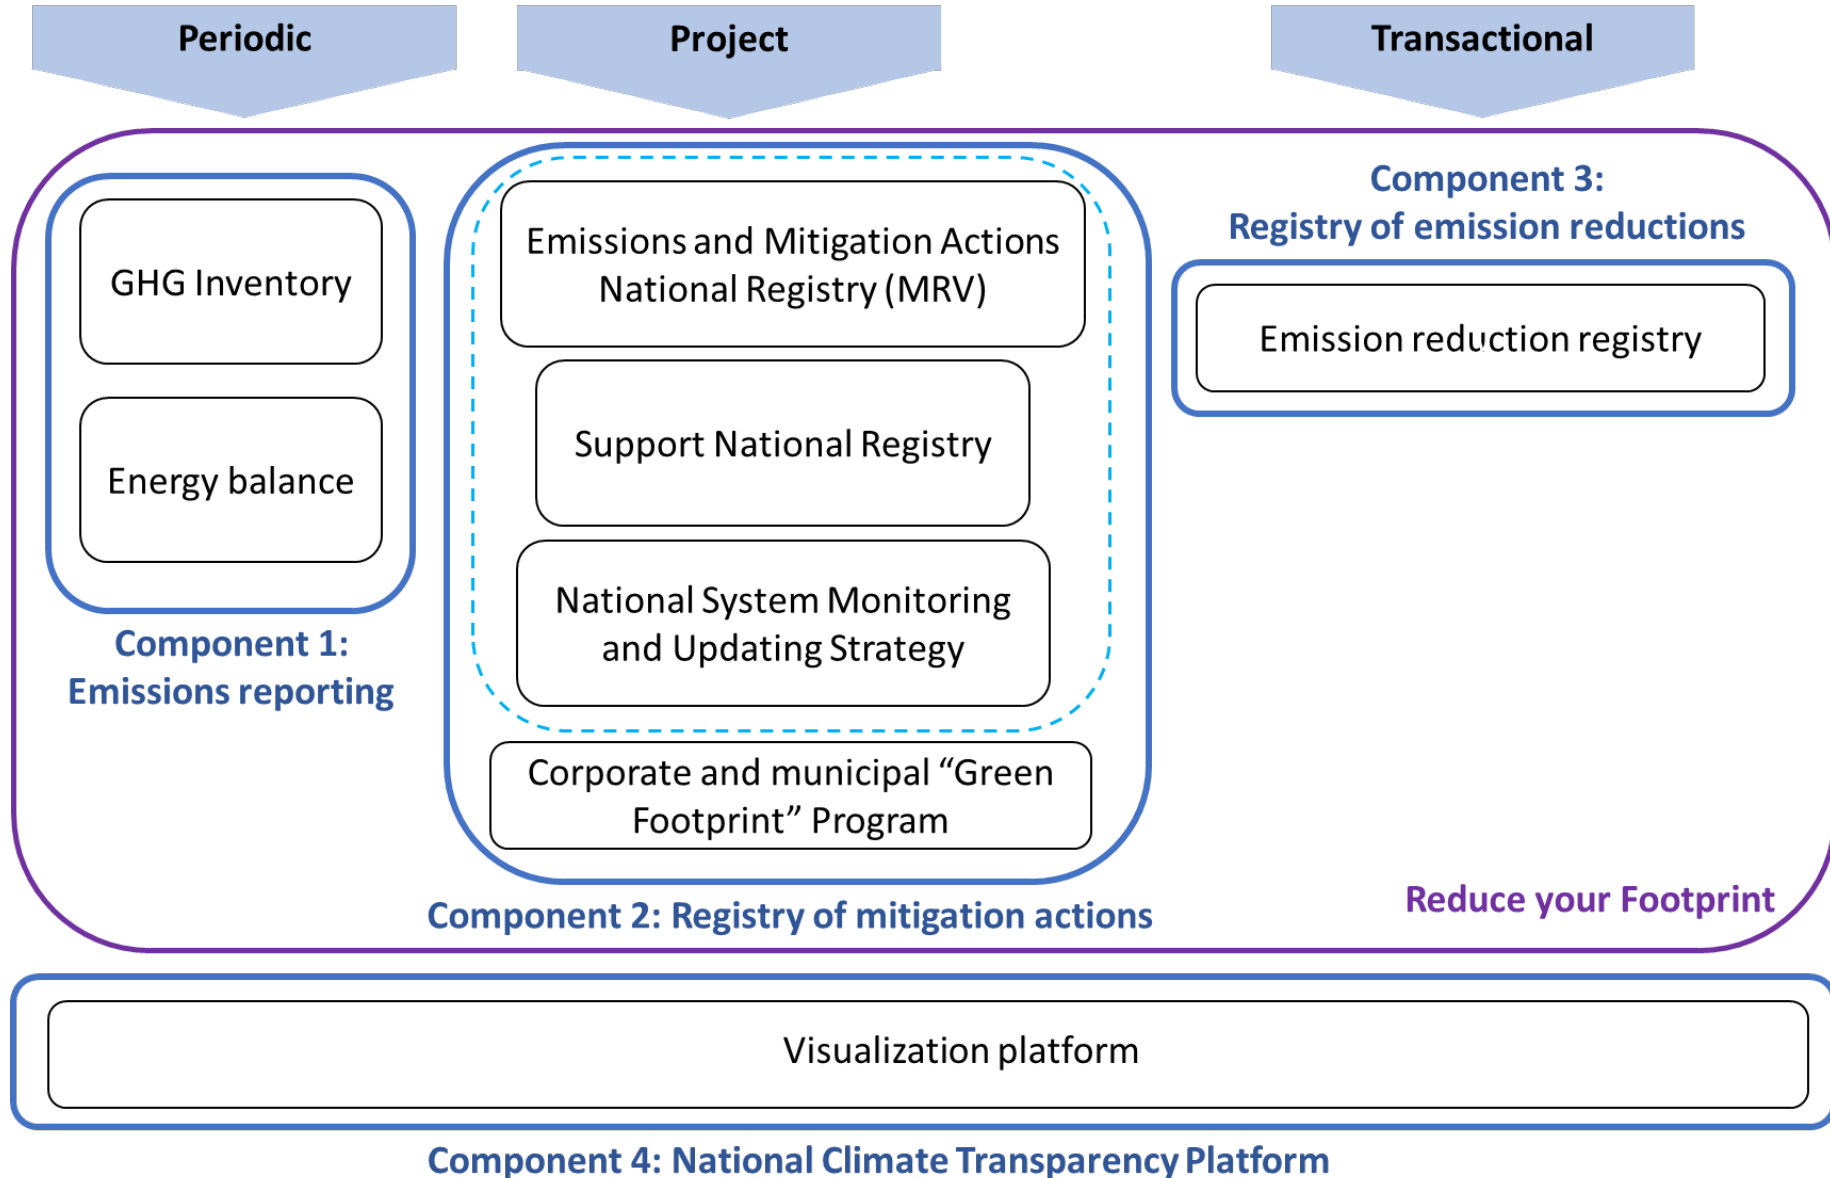 Periodic
Project
Transactional
GHG Inventory
Energy balance
Component 1:
Emissions reporting
Emissions and Mitigation Actions
National Registry (MRV)
Support National Registry
National System Monitoring
and Updating Strategy
Corporate and municipal “Green
Footprint” Program
Component 2: Registry of mitigation actions
Component 3:
Registry of emission reductions
Emission reduction registry
Reduce your Footprint
Visualization platform
Component 4: National Climate Transparency Platform